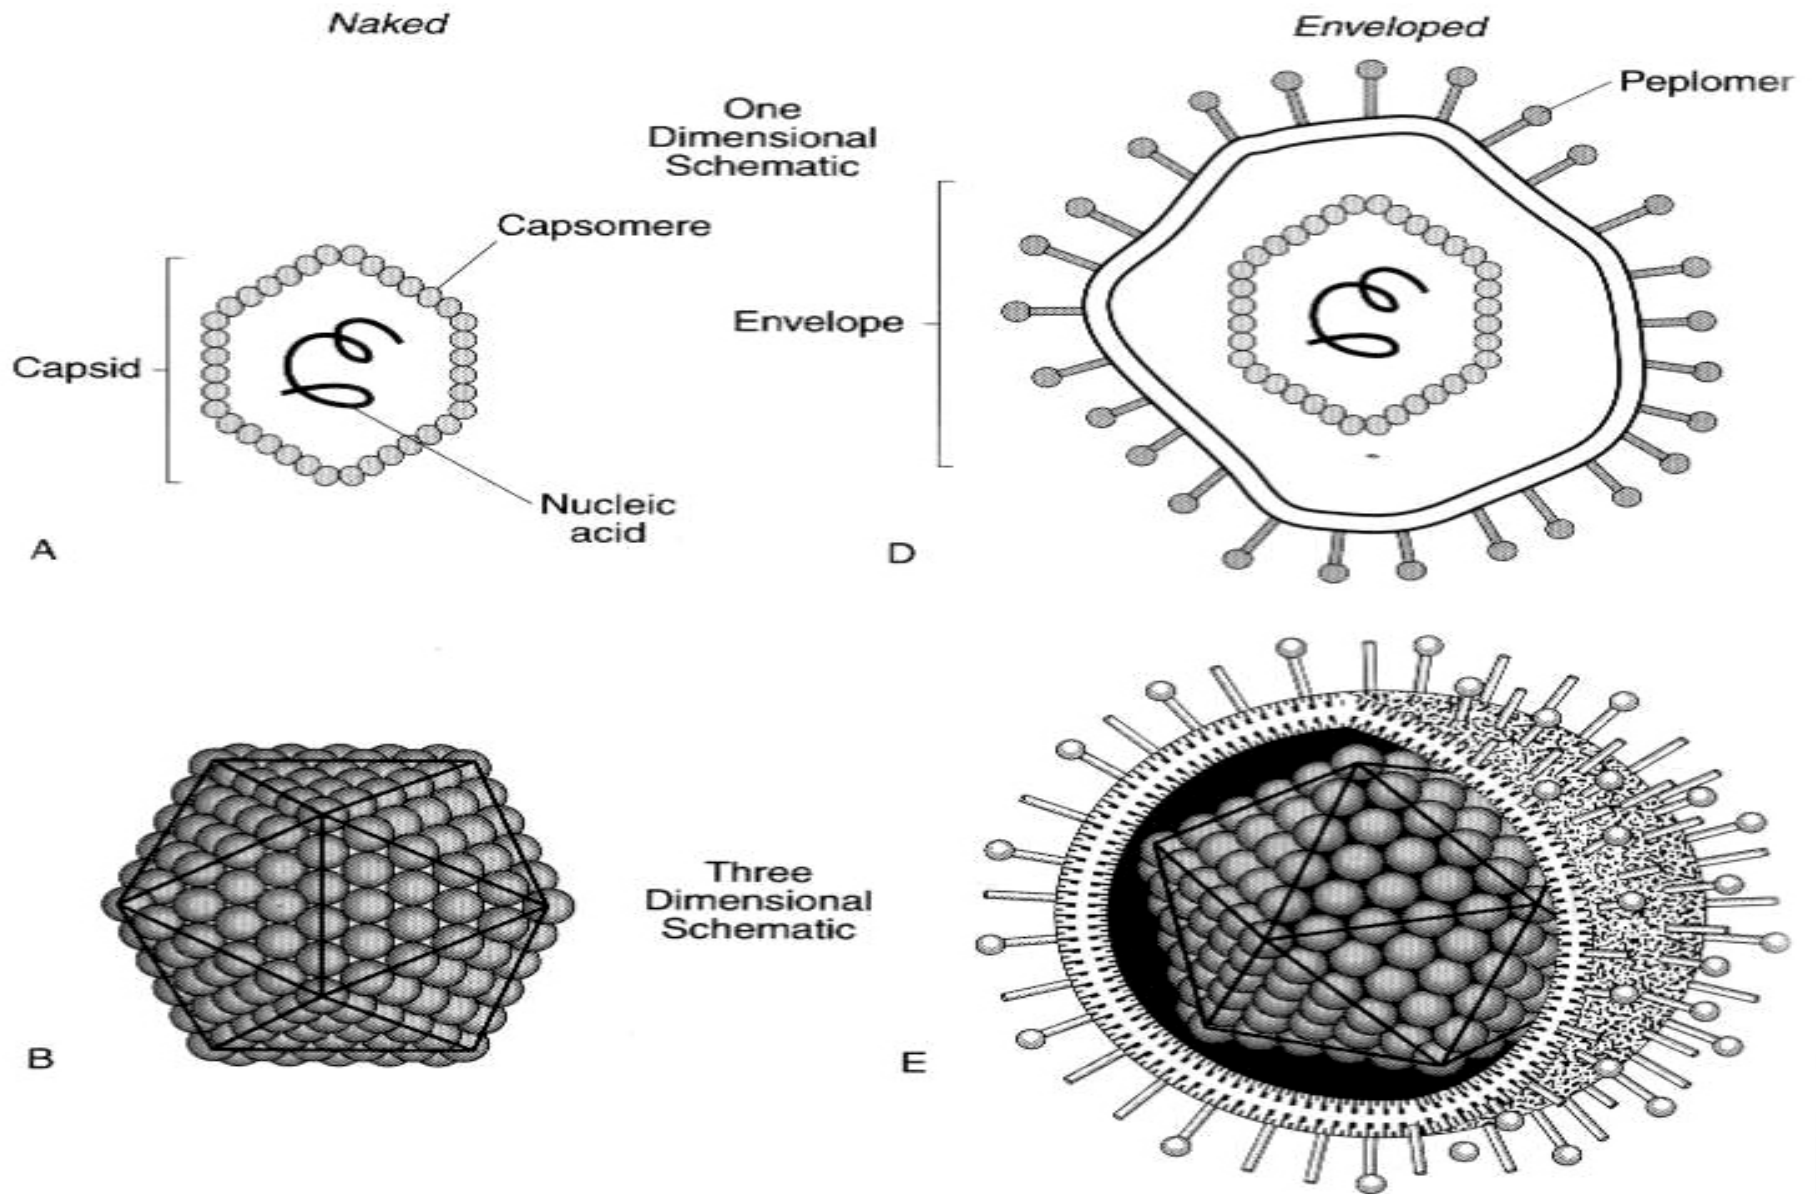 Naked
Enveloped
Peplomer
One
Dimensional
Schematic
Capsomere
Envelope
Capsid
Nucleic
acid
A
D
Three
Dimensional
Schematic
B
E